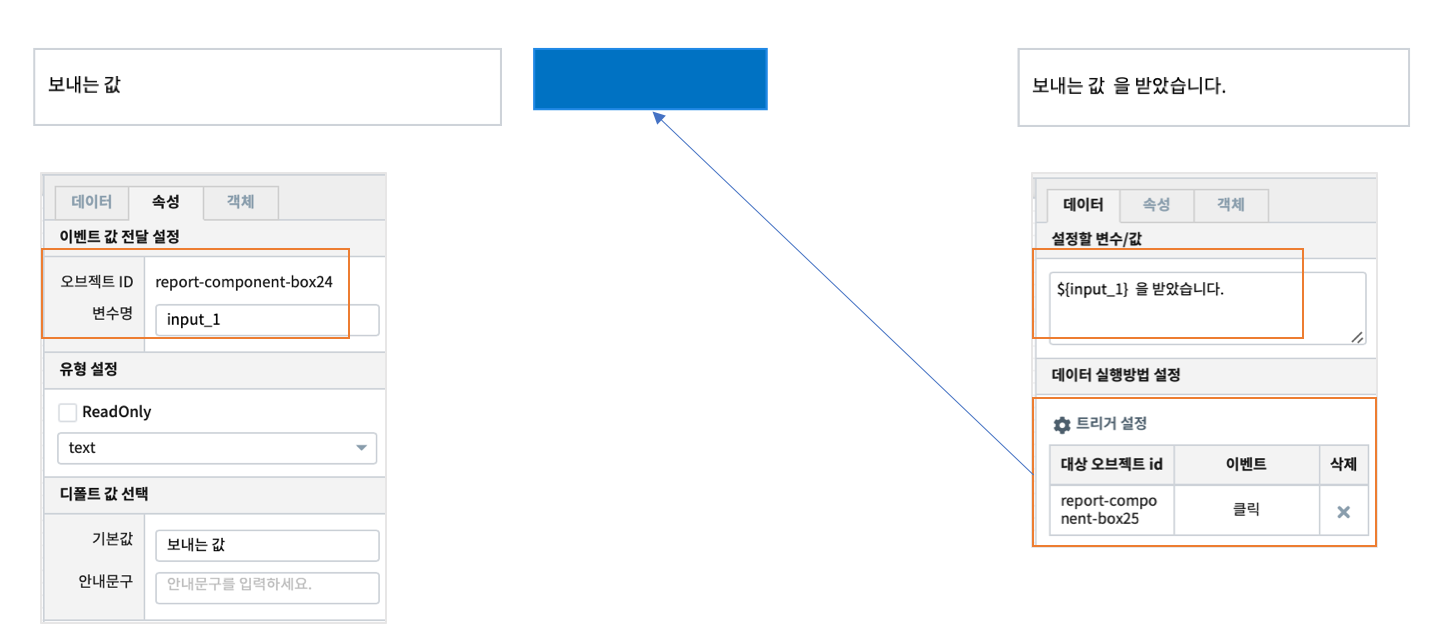 보내는 값
보내는 값 을 받았습니다.
데이터 속성 객체
이벤트 값 전달 설정
오브젝트 ID report-component-box24
변수명 input_1
유형 설정
ReadOnly
text
디폴트 값 선택
기본값 보내는 값
안내문구 안내문구를 입력하세요.
데이터 속성 객체
설정할 변수/값
${input_1} 을 받았습니다.
데이터 실행방법 설정
트리거 설정
대상 오브젝트 id 이벤트 삭제
report-compo
nent-box25 클릭